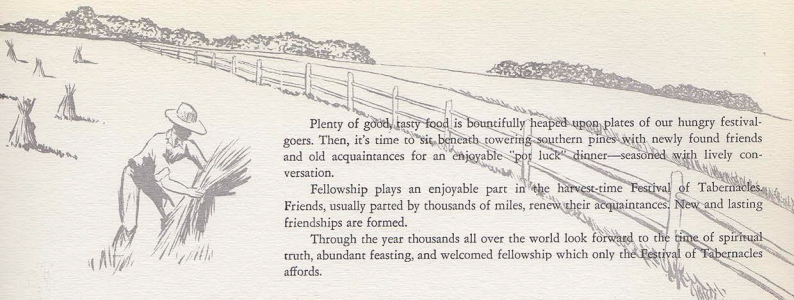 Plenty of good, tasty food is bountifully heaped upon plates of our hungry festival-
goers. Then, it's time to sit beneath towering southern pines with newly found friends
and old acquaintances for an enjoyable "pot luck" dinner—seasoned with lively con-
versation.
Fellowship plays an enjoyable part in the harvest-time Festival of Tabernacles.
Friends, usually parted by thousands of miles, renew their acquaintances. New and lasting
friendships are formed.
Through the year thousands all over the world look forward to the time of spiritual
truth, abundant feasting, and welcomed fellowship which only the Festival of Tabernacles
affords.